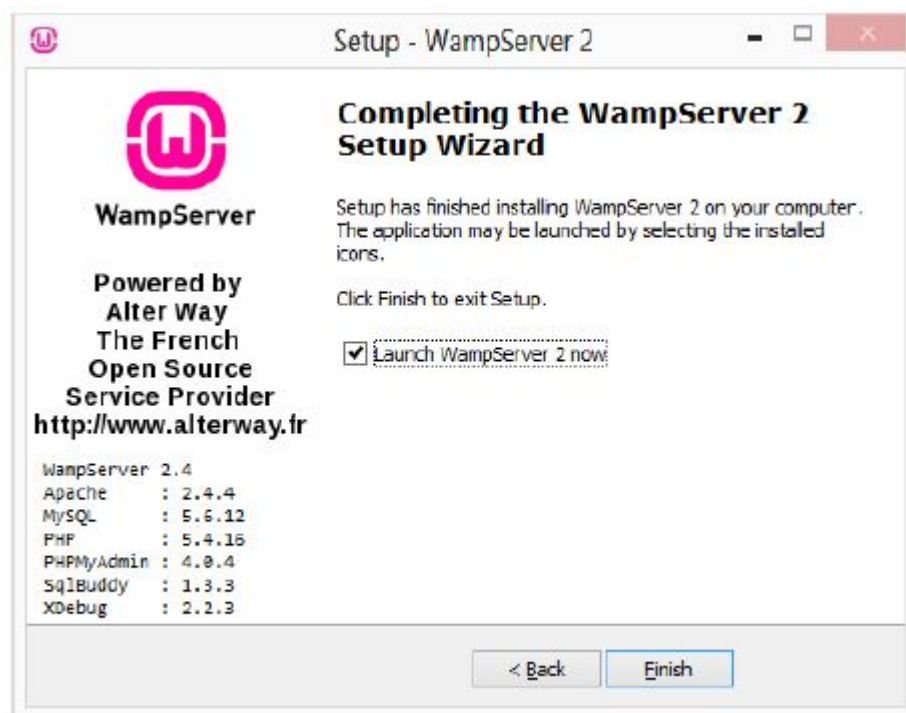 Setup - WampServer 2
WampServer
Powered by
Alter Way
The French
Open Source
Service Provider
http://www.alterway.fr
WampServer 2.4
Apache : 2.4.4
MySQL : 5.6.12
PHP : 5.4.16
PHPMyAdmin : 4.0.4
SqlBuddy : 1.3.3
XDebug : 2.2.3
Completing the WampServer 2
Setup Wizard
Setup has finished installing WampServer 2 on your computer.
The application may be launched by selecting the installed
icons.
Click Finish to exit Setup.
Launch WampServer 2 now
< Back
Finish